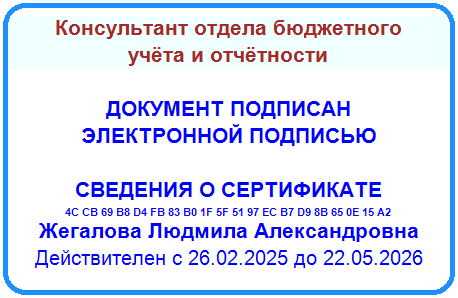 Консультант отдела бюджетного
учёта и отчётности
ДОКУМЕНТ ПОДПИСАН
ЭЛЕКТРОННОЙ ПОДПИСЬЮ
СВЕДЕНИЯ О СЕРТИФИКАТЕ
4C CB 69 B8 D4 FB 83 B0 1F 5F 51 97 EC B7 D9 8B 65 0E 15 A2
Жегалова Людмила Александровна
Действителен с 26.02.2025 до 22.05.2026